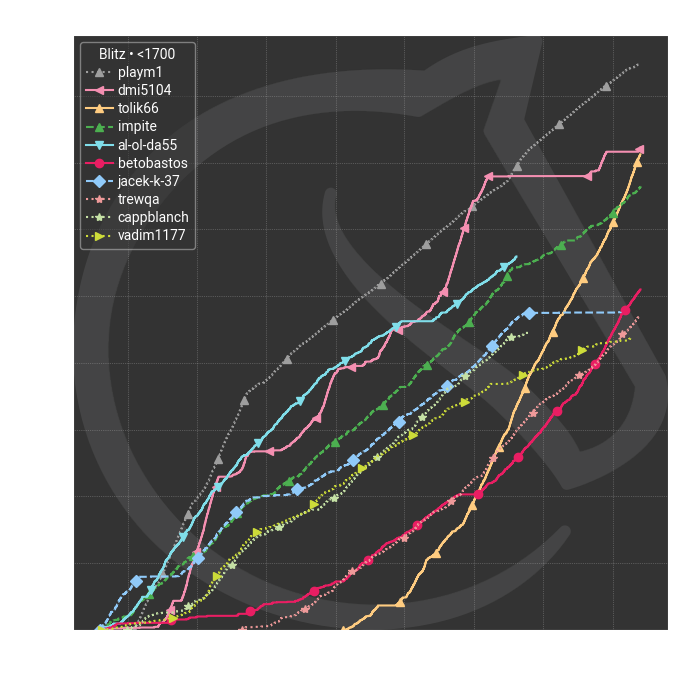 Blitz • <1700
playm1
dmi5104
tolik66
impite
al-ol-da55
betobastos
jacek-k-37
trewqa
cappblanch
vadim1177